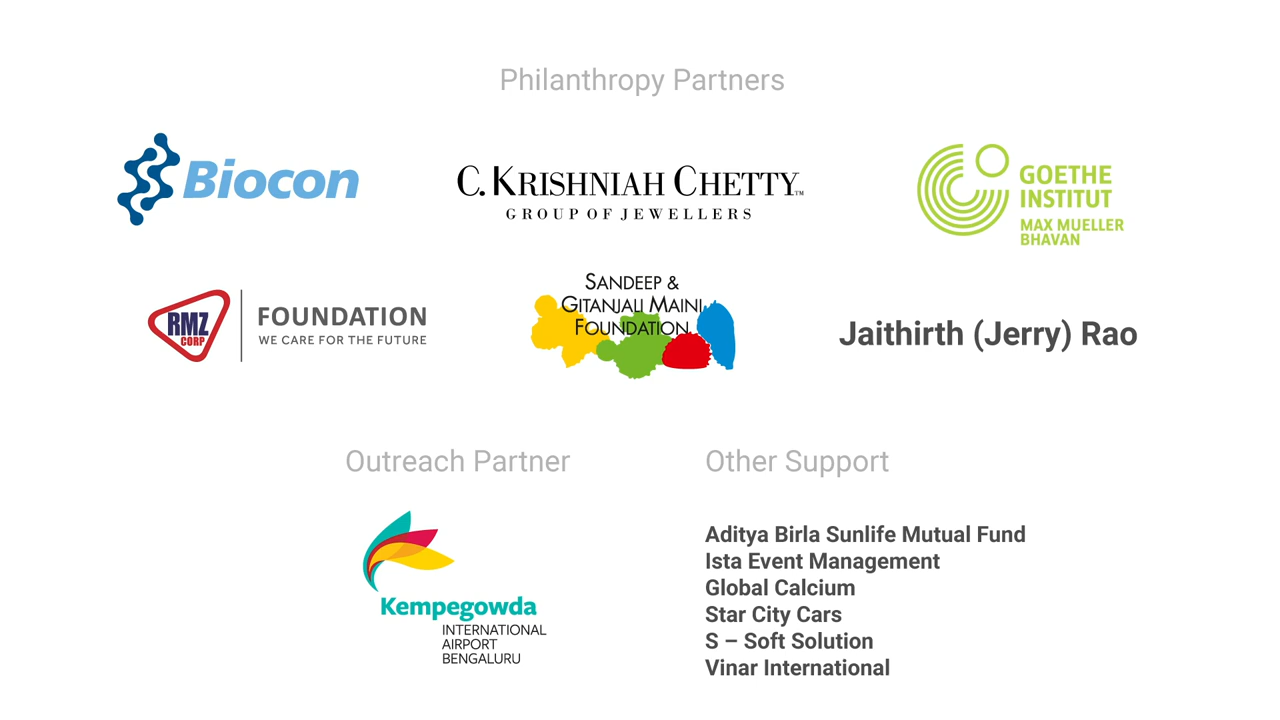 Philanthropy Partners
Biocon
C. KRISHNIAH CHETTY™
GROUP OF JEWELLERS
GOETHE
INSTITUT
MAX MUELLER
BHAVAN
RMZ
CORP
FOUNDATION
WE CARE FOR THE FUTURE
SANDEEP &
GITANJALI MAINI
FOUNDATION
Jaithirth (Jerry) Rao
Outreach Partner
Kempegowda
INTERNATIONAL
AIRPORT
BENGALURU
Other Support
Aditya Birla Sunlife Mutual Fund
Ista Event Management
Global Calcium
Star City Cars
S – Soft Solution
Vinar International